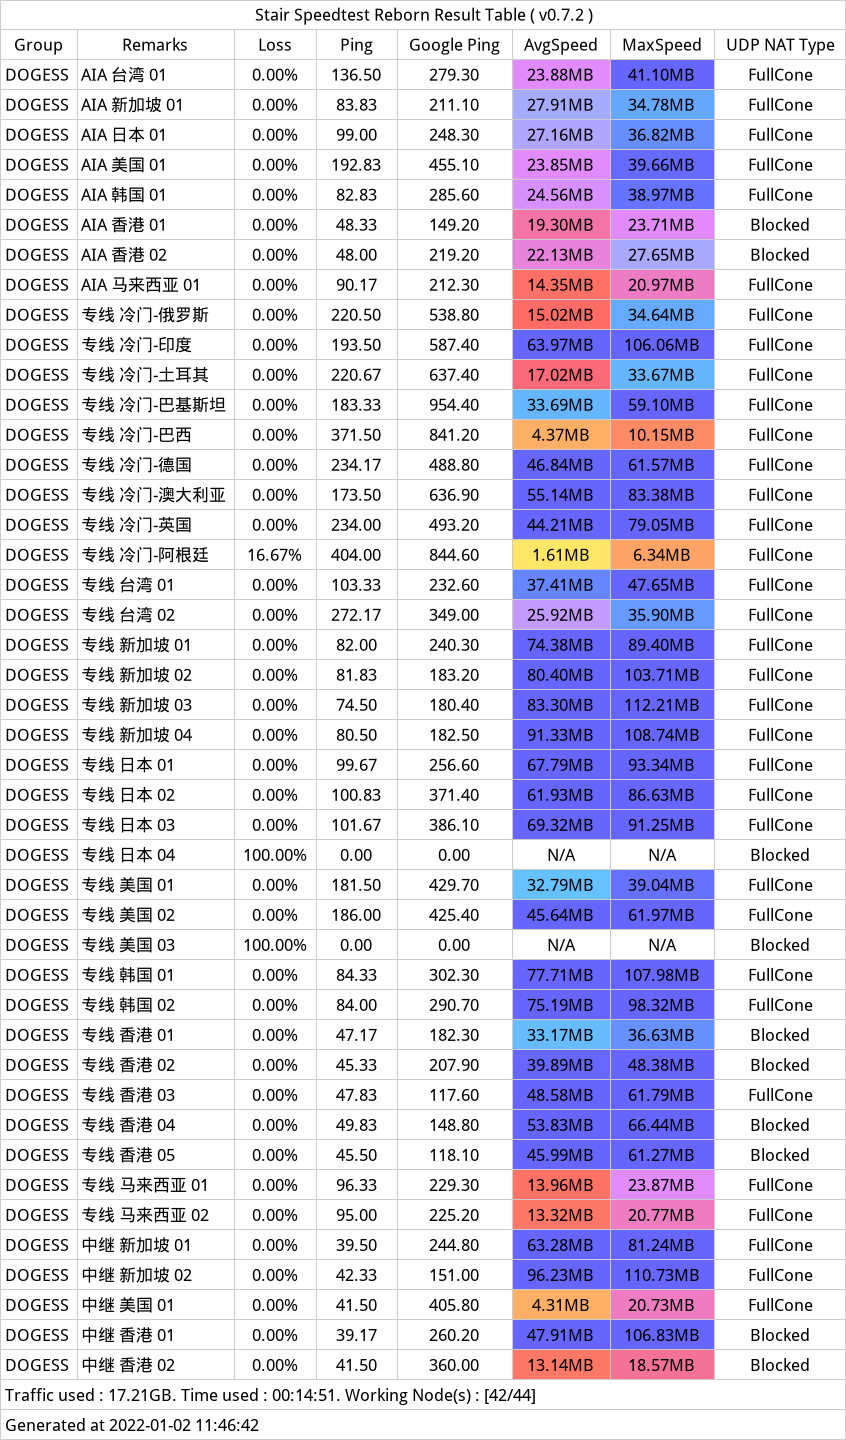 Stair Speedtest Reborn Result Table ( v0.7.2 )
Group Remarks Loss Ping Google Ping AvgSpeed MaxSpeed UDP NAT Type
DOGESS AIA 台湾 01 0.00% 136.50 279.30 23.88MB 41.10MB FullCone
DOGESS AIA 新加坡 01 0.00% 83.83 211.10 27.91MB 34.78MB FullCone
DOGESS AIA 日本 01 0.00% 99.00 248.30 27.16MB 36.82MB FullCone
DOGESS AIA 美国 01 0.00% 192.83 455.10 23.85MB 39.66MB FullCone
DOGESS AIA 韩国 01 0.00% 82.83 285.60 24.56MB 38.97MB FullCone
DOGESS AIA 香港 01 0.00% 48.33 149.20 19.30MB 23.71MB Blocked
DOGESS AIA 香港 02 0.00% 48.00 219.20 22.13MB 27.65MB Blocked
DOGESS AIA 马来西亚 01 0.00% 90.17 212.30 14.35MB 20.97MB FullCone
DOGESS 专线 冷门-俄罗斯 0.00% 220.50 538.80 15.02MB 34.64MB FullCone
DOGESS 专线 冷门-印度 0.00% 193.50 587.40 63.97MB 106.06MB FullCone
DOGESS 专线 冷门-土耳其 0.00% 220.67 637.40 17.02MB 33.67MB FullCone
DOGESS 专线 冷门-巴基斯坦 0.00% 183.33 954.40 33.69MB 59.10MB FullCone
DOGESS 专线 冷门-巴西 0.00% 371.50 841.20 4.37MB 10.15MB FullCone
DOGESS 专线 冷门-德国 0.00% 234.17 488.80 46.84MB 61.57MB FullCone
DOGESS 专线 冷门-澳大利亚 0.00% 173.50 636.90 55.14MB 83.38MB FullCone
DOGESS 专线 冷门-英国 0.00% 234.00 493.20 44.21MB 79.05MB FullCone
DOGESS 专线 冷门-阿根廷 16.67% 404.00 844.60 1.61MB 6.34MB FullCone
DOGESS 专线 台湾 01 0.00% 103.33 232.60 37.41MB 47.65MB FullCone
DOGESS 专线 台湾 02 0.00% 272.17 349.00 25.92MB 35.90MB FullCone
DOGESS 专线 新加坡 01 0.00% 82.00 240.30 74.38MB 89.40MB FullCone
DOGESS 专线 新加坡 02 0.00% 81.83 183.20 80.40MB 103.71MB FullCone
DOGESS 专线 新加坡 03 0.00% 74.50 180.40 83.30MB 112.21MB FullCone
DOGESS 专线 新加坡 04 0.00% 80.50 182.50 91.33MB 108.74MB FullCone
DOGESS 专线 日本 01 0.00% 99.67 256.60 67.79MB 93.34MB FullCone
DOGESS 专线 日本 02 0.00% 100.83 371.40 61.93MB 86.63MB FullCone
DOGESS 专线 日本 03 0.00% 101.67 386.10 69.32MB 91.25MB FullCone
DOGESS 专线 日本 04 100.00% 0.00 0.00 N/A N/A Blocked
DOGESS 专线 美国 01 0.00% 181.50 429.70 32.79MB 39.04MB FullCone
DOGESS 专线 美国 02 0.00% 186.00 425.40 45.64MB 61.97MB FullCone
DOGESS 专线 美国 03 100.00% 0.00 0.00 N/A N/A Blocked
DOGESS 专线 韩国 01 0.00% 84.33 302.30 77.71MB 107.98MB FullCone
DOGESS 专线 韩国 02 0.00% 84.00 290.70 75.19MB 98.32MB FullCone
DOGESS 专线 香港 01 0.00% 47.17 182.30 33.17MB 36.63MB Blocked
DOGESS 专线 香港 02 0.00% 45.33 207.90 39.89MB 48.38MB Blocked
DOGESS 专线 香港 03 0.00% 47.83 117.60 48.58MB 61.79MB FullCone
DOGESS 专线 香港 04 0.00% 49.83 148.80 53.83MB 66.44MB Blocked
DOGESS 专线 香港 05 0.00% 45.50 118.10 45.99MB 61.27MB Blocked
DOGESS 专线 马来西亚 01 0.00% 96.33 229.30 13.96MB 23.87MB FullCone
DOGESS 专线 马来西亚 02 0.00% 95.00 225.20 13.32MB 20.77MB FullCone
DOGESS 中继 新加坡 01 0.00% 39.50 244.80 63.28MB 81.24MB FullCone
DOGESS 中继 新加坡 02 0.00% 42.33 151.00 96.23MB 110.73MB FullCone
DOGESS 中继 美国 01 0.00% 41.50 405.80 4.31MB 20.73MB FullCone
DOGESS 中继 香港 01 0.00% 39.17 260.20 47.91MB 106.83MB Blocked
DOGESS 中继 香港 02 0.00% 41.50 360.00 13.14MB 18.57MB Blocked
Traffic used : 17.21GB. Time used : 00:14:51. Working Node(s) : [42/44]
Generated at 2022-01-02 11:46:42